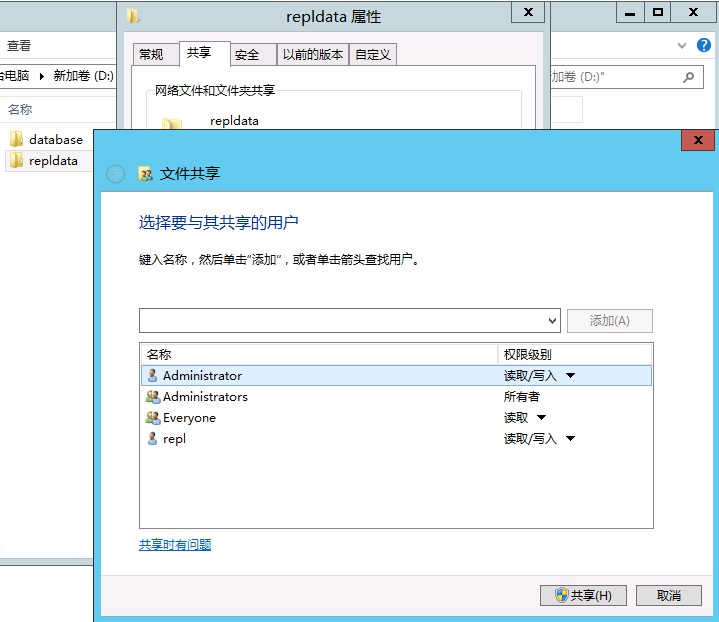 repldata 属性
查看
台电脑 ▸ 新加卷 (D:)
名称
database
repldata
常规 共享 安全 以前的版本 自定义
加卷 (D:)"
网络文件和文件夹共享
repldata
文件共享
选择要与其共享的用户
键入名称，然后单击"添加"，或者单击箭头查找用户。
添加(A)
名称 权限级别
Administrator 读取/写入 ▼
Administrators 所有者
Everyone 读取 ▼
repl 读取/写入 ▼
共享时有问题
共享(H) 取消